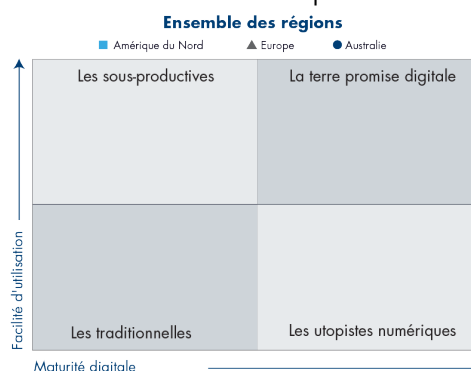 Ensemble des régions
Amérique du Nord Europe Australie
Les sous-productives La terre promise digitale
Facilité d'utilisation
Les traditionnelles Les utopistes numériques
Maturité digitale